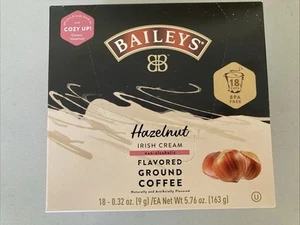 COZY UP!
BAILEYS
18
BPA
FREE
Hazelnut
IRISH CREAM
non-alcoholic
FLAVORED
GROUND
COFFEE
Naturally and Artificially Flavored
18 - 0.32 oz. (9 g) /EA Net Wt 5.76 oz. (163 g)
U